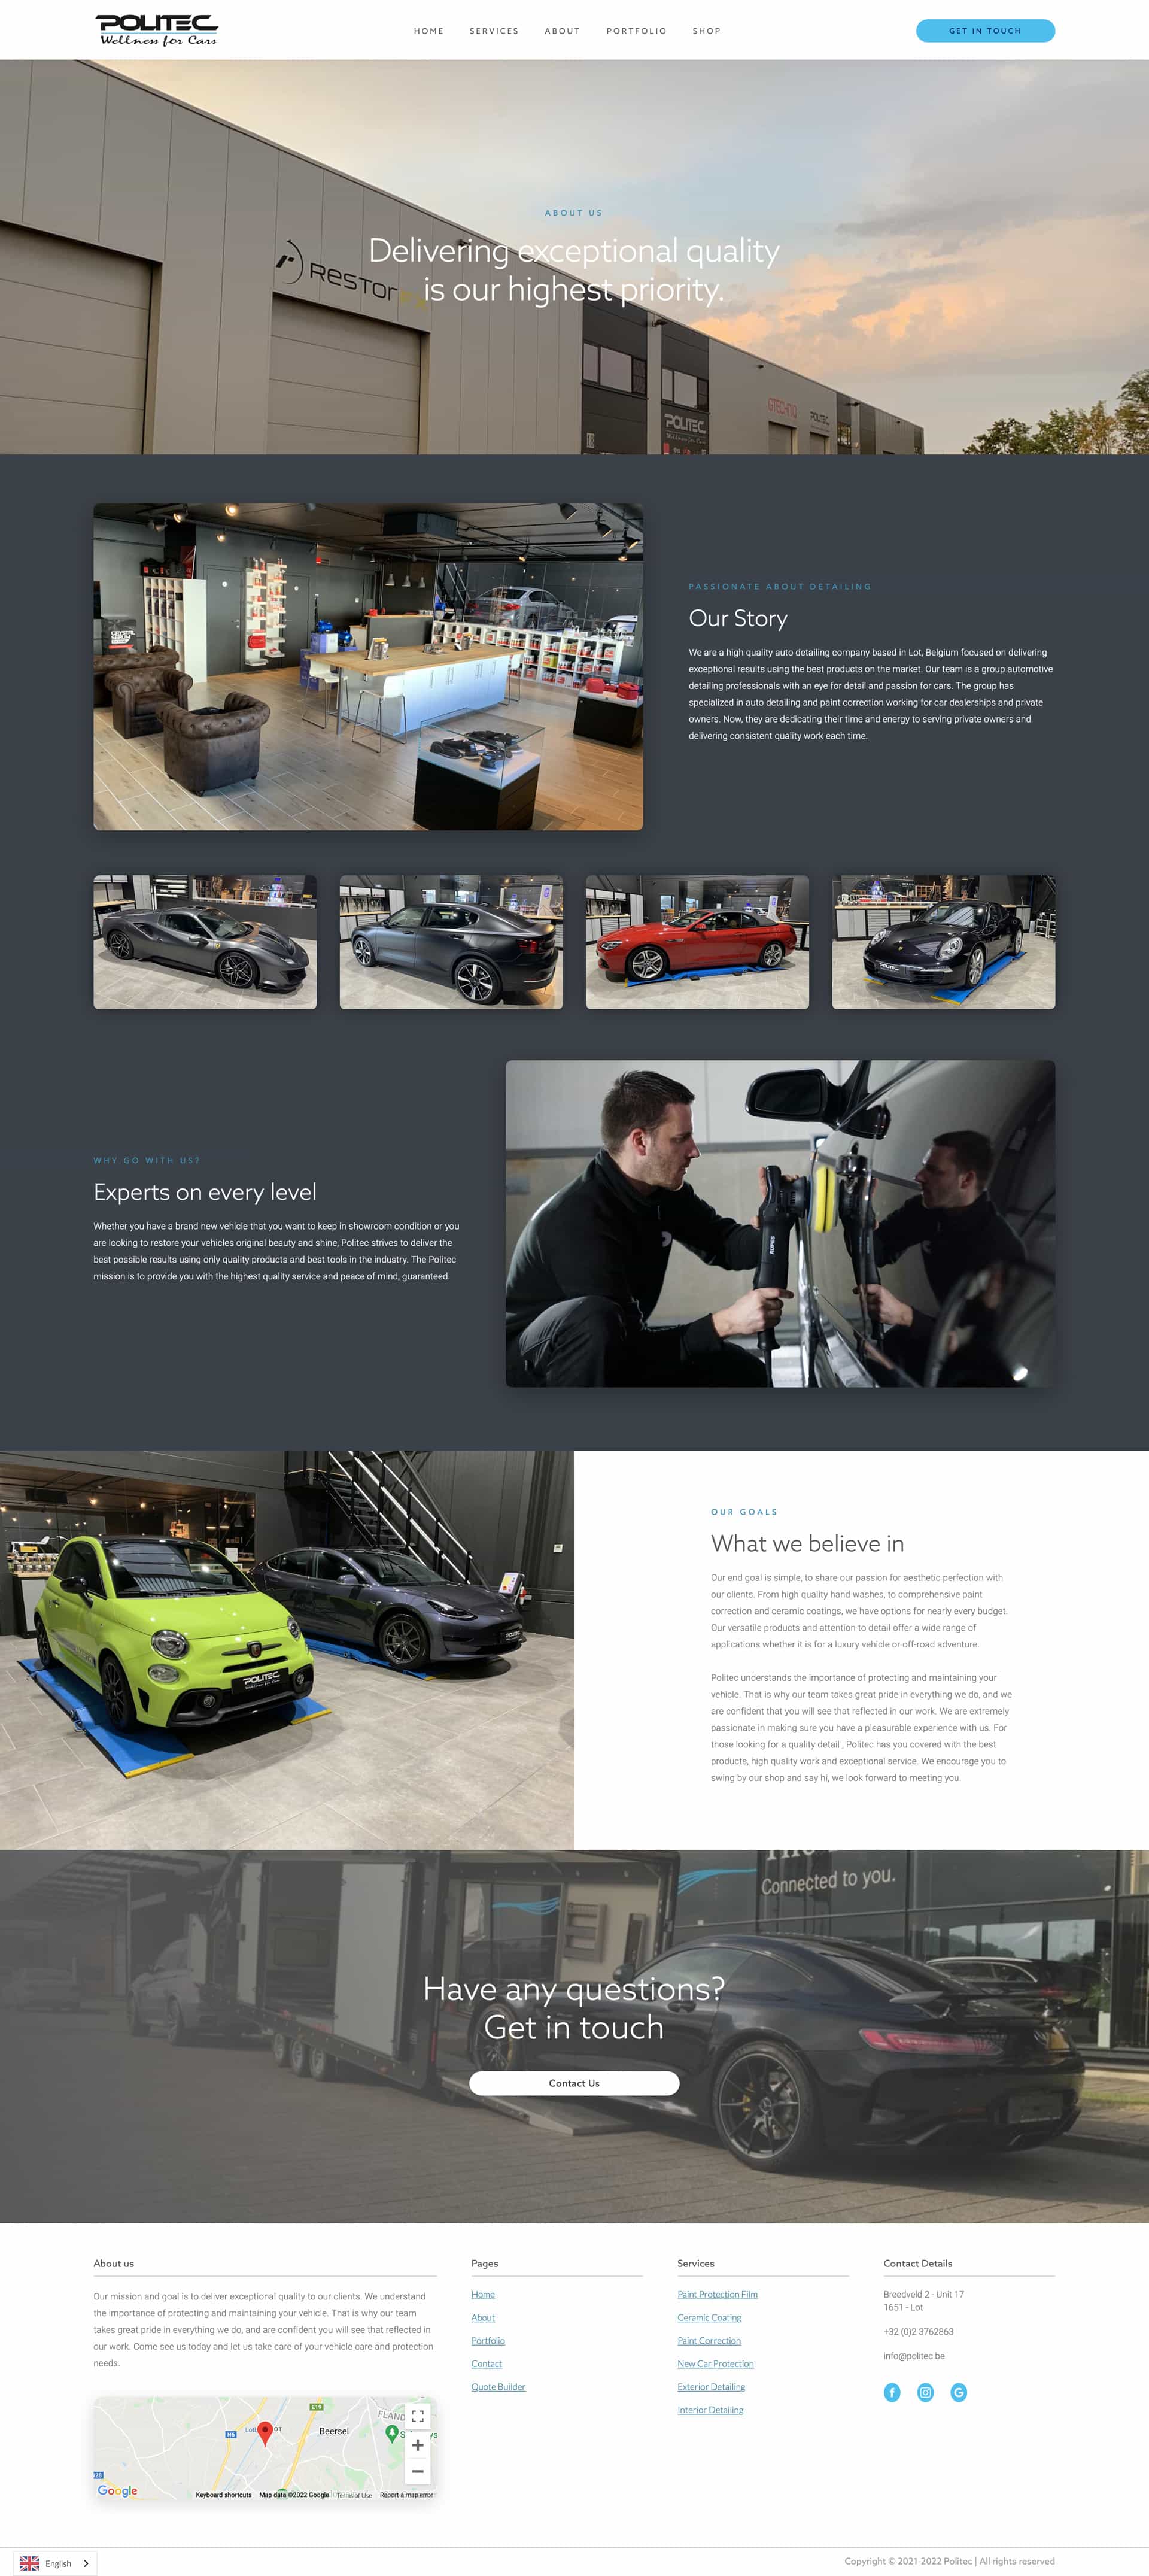 POLITEC
Wellness for Cars
HOME SERVICES ABOUT PORTFOLIO SHOP
GET IN TOUCH
ABOUT US
Delivering exceptional quality
is our highest priority.
Restor
POLITEC
Wellness for Cars
GTECHNIQ
POLITEC
CRYSTAL
SERUM
PASSIONATE ABOUT DETAILING
Our Story
We are a high quality auto detailing company based in Lot, Belgium focused on delivering
exceptional results using the best products on the market. Our team is a group automotive
detailing professionals with an eye for detail and passion for cars. The group has
specialized in auto detailing and paint correction working for car dealerships and private
owners. Now, they are dedicating their time and energy to serving private owners and
delivering consistent quality work each time.
POLITEC
WHY GO WITH US?
Experts on every level
Whether you have a brand new vehicle that you want to keep in showroom condition or you
are looking to restore your vehicles original beauty and shine, Politec strives to deliver the
best possible results using only quality products and best tools in the industry. The Politec
mission is to provide you with the highest quality service and peace of mind, guaranteed.
RUPES
POLITEC
Wellness for Cars
POLITEC
OUR GOALS
What we believe in
Our end goal is simple, to share our passion for aesthetic perfection with
our clients. From high quality hand washes, to comprehensive paint
correction and ceramic coatings, we have options for nearly every budget.
Our versatile products and attention to detail offer a wide range of
applications whether it is for a luxury vehicle or off-road adventure.
Politec understands the importance of protecting and maintaining your
vehicle. That is why our team takes great pride in everything we do, and we
are confident that you will see that reflected in our work. We are extremely
passionate in making sure you have a pleasurable experience with us. For
those looking for a quality detail , Politec has you covered with the best
products, high quality work and exceptional service. We encourage you to
swing by our shop and say hi, we look forward to meeting you.
Connected to you.
Have any questions?
Get in touch
Contact Us
About us
Our mission and goal is to deliver exceptional quality to our clients. We understand
the importance of protecting and maintaining your vehicle. That is why our team
takes great pride in everything we do, and are confident you will see that reflected in
our work. Come see us today and let us take care of your vehicle care and protection
needs.
E19
FLAND
N6
Lot
OT
Beersel
Google
Keyboard shortcuts Map data ©2022 Google Terms of Use Report a map error
Pages
Home
About
Portfolio
Contact
Quote Builder
Services
Paint Protection Film
Ceramic Coating
Paint Correction
New Car Protection
Exterior Detailing
Interior Detailing
Contact Details
Breedveld 2 - Unit 17
1651 - Lot
+32 (0)2 3762863
info@politec.be
English
Copyright © 2021-2022 Politec | All rights reserved